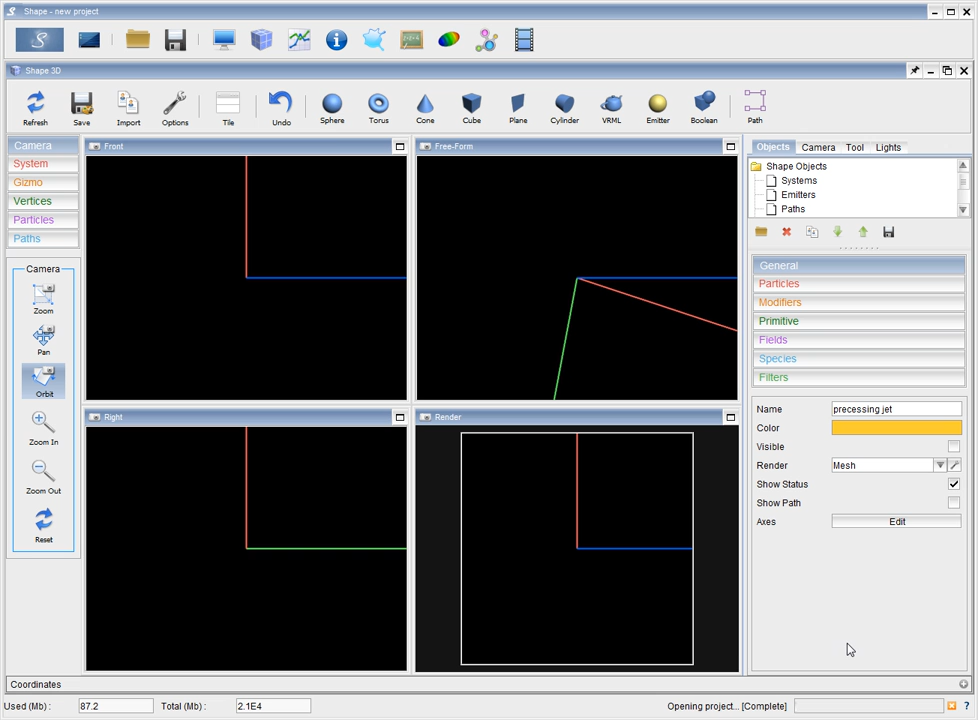 Shape - new project
S
Shape 3D
Refresh
Save
Import
Options
Tile
Undo
Sphere
Torus
Cone
Cube
Plane
Cylinder
VRML
Emitter
Boolean
Path
Camera
System
Gizmo
Vertices
Particles
Paths
Camera
Zoom
Pan
Orbit
Zoom In
Zoom Out
Reset
Front
Free-Form
Right
Render
Objects Camera Tool Lights
Shape Objects
Systems
Emitters
Paths
General
Particles
Modifiers
Primitive
Fields
Species
Filters
Name precessing jet
Color
Visible
Render Mesh
Show Status
Show Path
Axes Edit
Coordinates
Used (Mb) : 87.2 Total (Mb) : 2.1E4 Opening project... [Complete] ?